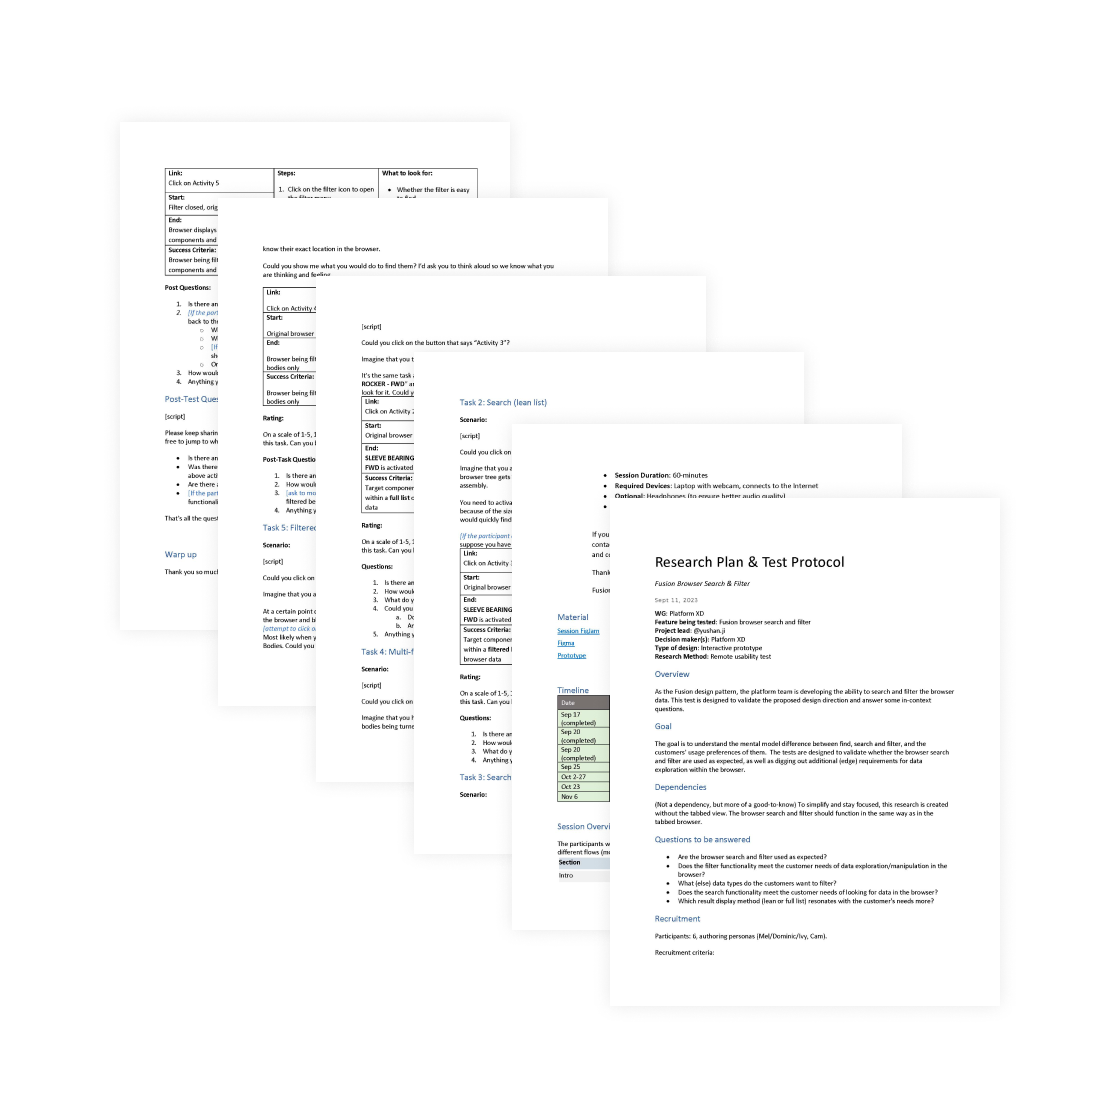 Link:
Click on Activity 5
Start:
Filter closed, orig
End:
Browser displays
components and
Success Criteria:
Browser being fil
components and
Steps:
1. Click on the filter icon to open
the filter menu
What to look for:
• Whether the filter is easy
to find
Post Questions:
1. Is there an
2. [If the part
back to the
○ W
○ W
○ [If
sh
○ Or
3. How would
4. Anything y
Post-Test Ques
[script]
Please keep sharin
free to jump to wh
• Is there an
• Was there
above acti
• Are there a
• [If the part
functionali
That's all the quest
Warp up
Thank you so much
know their exact location in the browser.
Could you show me what you would do to find them? I'd ask you to think aloud so we know what you
are thinking and feeling.
Link:
Click on Activity 4
Start:
Original browser
End:
Browser being filt
bodies only
Success Criteria:
Browser being filt
bodies only
Rating:
On a scale of 1-5, 1
this task. Can you l
Post-Task Questio
1. Is there an
2. How would
3. [ask to mo
filtered be
4. Anything y
Task 5: Filtered
Scenario:
[script]
Could you click on
Imagine that you a
At a certain point o
the browser and bl
[attempt to click o
Most likely when y
Bodies. Could you
[script]
Could you click on the button that says "Activity 3"?
Imagine that you t
It's the same task a
ROCKER - FWD" an
look for it. Could y
Link:
Click on Activity 2
Start:
Original browser
End:
SLEEVE BEARING
FWD is activated
Success Criteria:
Target componen
within a full list o
data
Rating:
On a scale of 1-5, 1
this task. Can you l
Questions:
1. Is there an
2. How would
3. What do y
4. Could you
a. Do
b. Ar
5. Anything y
Task 4: Multi-f
Scenario:
[script]
Could you click on
Imagine that you h
bodies being turne
Task 2: Search (lean list)
Scenario:
[script]
Could you click on
Imagine that you a
browser tree gets
assembly.
You need to activa
because of the size
would quickly find
[If the participant
suppose you have
Link:
Click on Activity
Start:
Original browser
End:
SLEEVE BEARING
FWD is activated
Success Criteria:
Target componen
within a filtered l
browser data
Rating:
On a scale of 1-5, 1
this task. Can you l
Questions:
1. Is there an
2. How would
3. What do y
4. Anything y
Task 3: Search
Scenario:
• Session Duration: 60-minutes
• Required Devices: Laptop with webcam, connects to the Internet
• Optional: Headphones (to ensure better audio quality)
If you
conta
and co
Thank
Fusion
Material
Session FigJam
Figma
Prototype
Timeline
Date
Sep 17
(completed)
Sep 20
(completed)
Sep 20
(completed)
Sep 25
Oct 2-27
Oct 23
Nov 6
Session Overvi
The participants w
different flows (me
Section
Intro
Research Plan & Test Protocol
Fusion Browser Search & Filter
Sept 11, 2023
WG: Platform XD
Feature being tested: Fusion browser search and filter
Project lead: @yushan.ji
Decision maker(s): Platform XD
Type of design: Interactive prototype
Research Method: Remote usability test
Overview
As the Fusion design pattern, the platform team is developing the ability to search and filter the browser
data. This test is designed to validate the proposed design direction and answer some in-context
questions.
Goal
The goal is to understand the mental model difference between find, search and filter, and the
customers' usage preferences of them. The tests are designed to validate whether the browser search
and filter are used as expected, as well as digging out additional (edge) requirements for data
exploration within the browser.
Dependencies
(Not a dependency, but more of a good-to-know) To simplify and stay focused, this research is created
without the tabbed view. The browser search and filter should function in the same way as in the
tabbed browser.
Questions to be answered
• Are the browser search and filter used as expected?
• Does the filter functionality meet the customer needs of data exploration/manipulation in the
browser?
• What (else) data types do the customers want to filter?
• Does the search functionality meet the customer needs of looking for data in the browser?
• Which result display method (lean or full list) resonates with the customer's needs more?
Recruitment
Participants: 6, authoring personas (Mel/Dominic/Ivy, Cam).
Recruitment criteria: